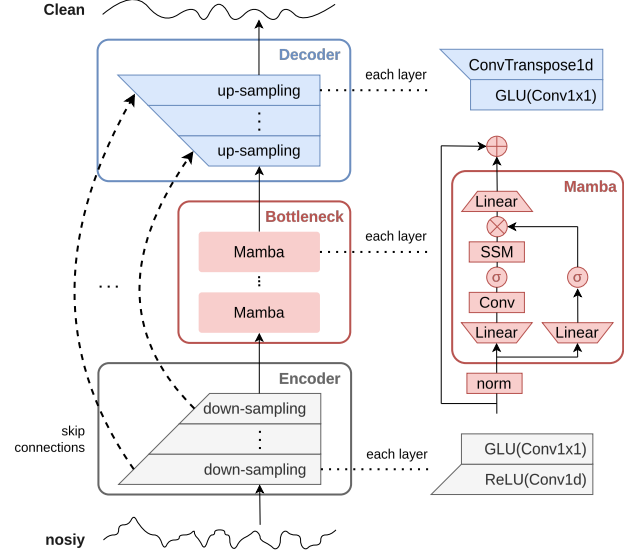 Clean
Decoder
up-sampling
up-sampling
each layer
ConvTranspose1d
GLU(Conv1x1)
Bottleneck
Mamba
Mamba
each layer
Mamba
Linear
SSM
σ
σ
Conv
Linear
Linear
norm
Encoder
down-sampling
down-sampling
skip
connections
each layer
GLU(Conv1x1)
ReLU(Conv1d)
nosiy